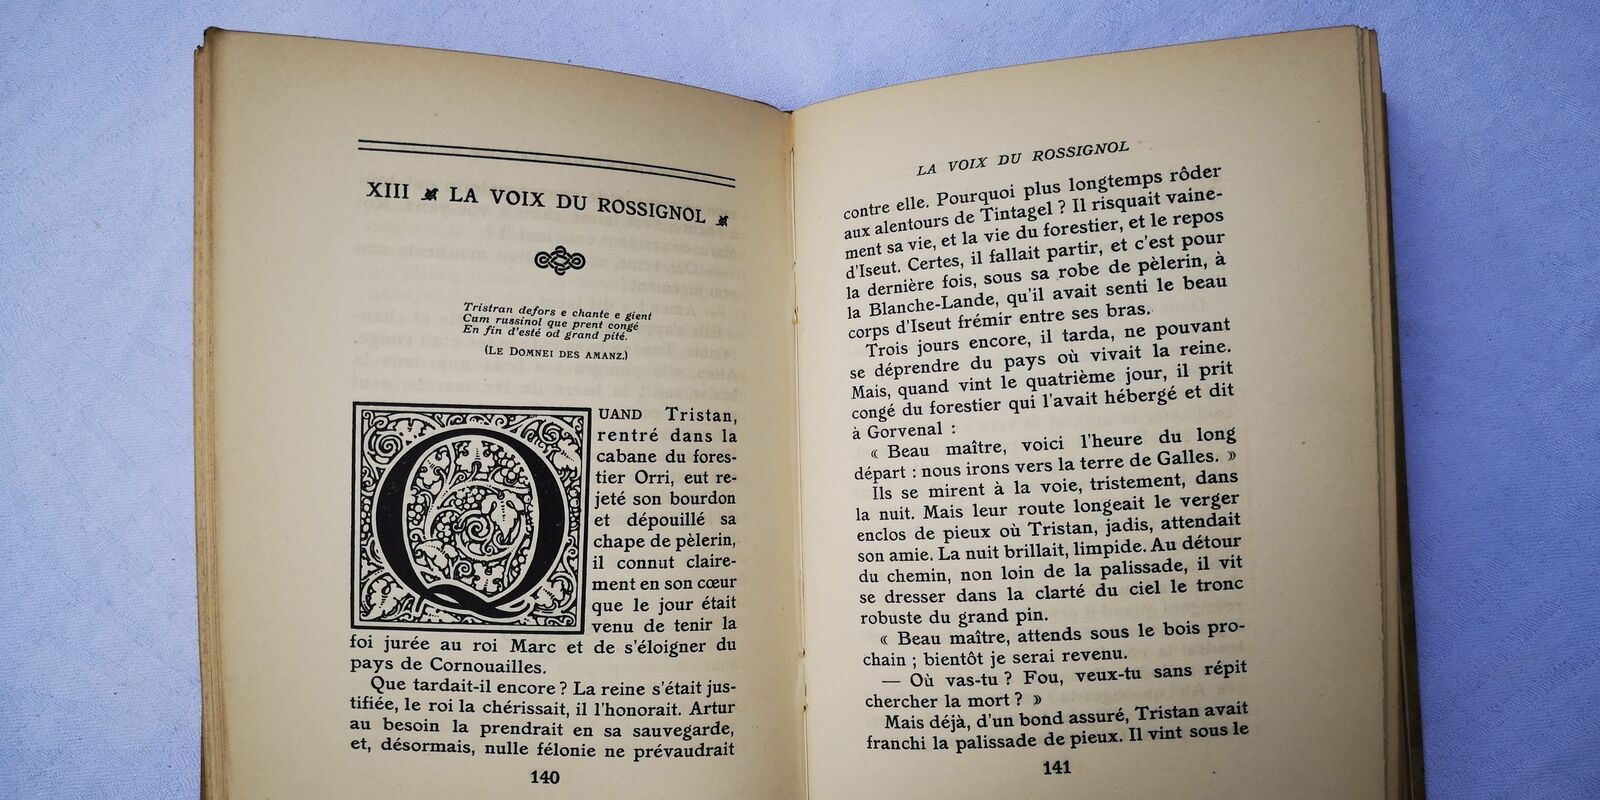 XIII LA VOIX DU ROSSIGNOL
Tristran defors e chante e gient
Cum russinol que prent congé
En fin d'esté od grand pité.
(LE DOMNEI DES AMANZ.)
QUAND Tristan,
rentré dans la
cabane du fores-
tier Orri, eut re-
jeté son bourdon
et dépouillé sa
chape de pèlerin,
il connut claire-
ment en son cœur
que le jour était
venu de tenir la
foi jurée au roi Marc et de s'éloigner du
pays de Cornouailles.
Que tardait-il encore ? La reine s'était jus-
tifiée, le roi la chérissait, il l'honorait. Artur
au besoin la prendrait en sa sauvegarde,
et, désormais, nulle félonie ne prévaudrait
140
LA VOIX DU ROSSIGNOL
contre elle. Pourquoi plus longtemps rôder
aux alentours de Tintagel ? Il risquait vaine-
ment sa vie, et la vie du forestier, et le repos
d'Iseut. Certes, il fallait partir, et c'est pour
la dernière fois, sous sa robe de pèlerin, à
la Blanche-Lande, qu'il avait senti le beau
corps d'Iseut frémir entre ses bras.
Trois jours encore, il tarda, ne pouvant
se déprendre du pays où vivait la reine.
Mais, quand vint le quatrième jour, il prit
congé du forestier qui l'avait hébergé et dit
à Gorvenal :
« Beau maître, voici l'heure du long
départ : nous irons vers la terre de Galles. »
Ils se mirent à la voie, tristement, dans
la nuit. Mais leur route longeait le verger
enclos de pieux où Tristan, jadis, attendait
son amie. La nuit brillait, limpide. Au détour
du chemin, non loin de la palissade, il vit
se dresser dans la clarté du ciel le tronc
robuste du grand pin.
« Beau maître, attends sous le bois pro-
chain ; bientôt je serai revenu.
— Où vas-tu ? Fou, veux-tu sans répit
chercher la mort ? »
Mais déjà, d'un bond assuré, Tristan avait
franchi la palissade de pieux. Il vint sous le
141